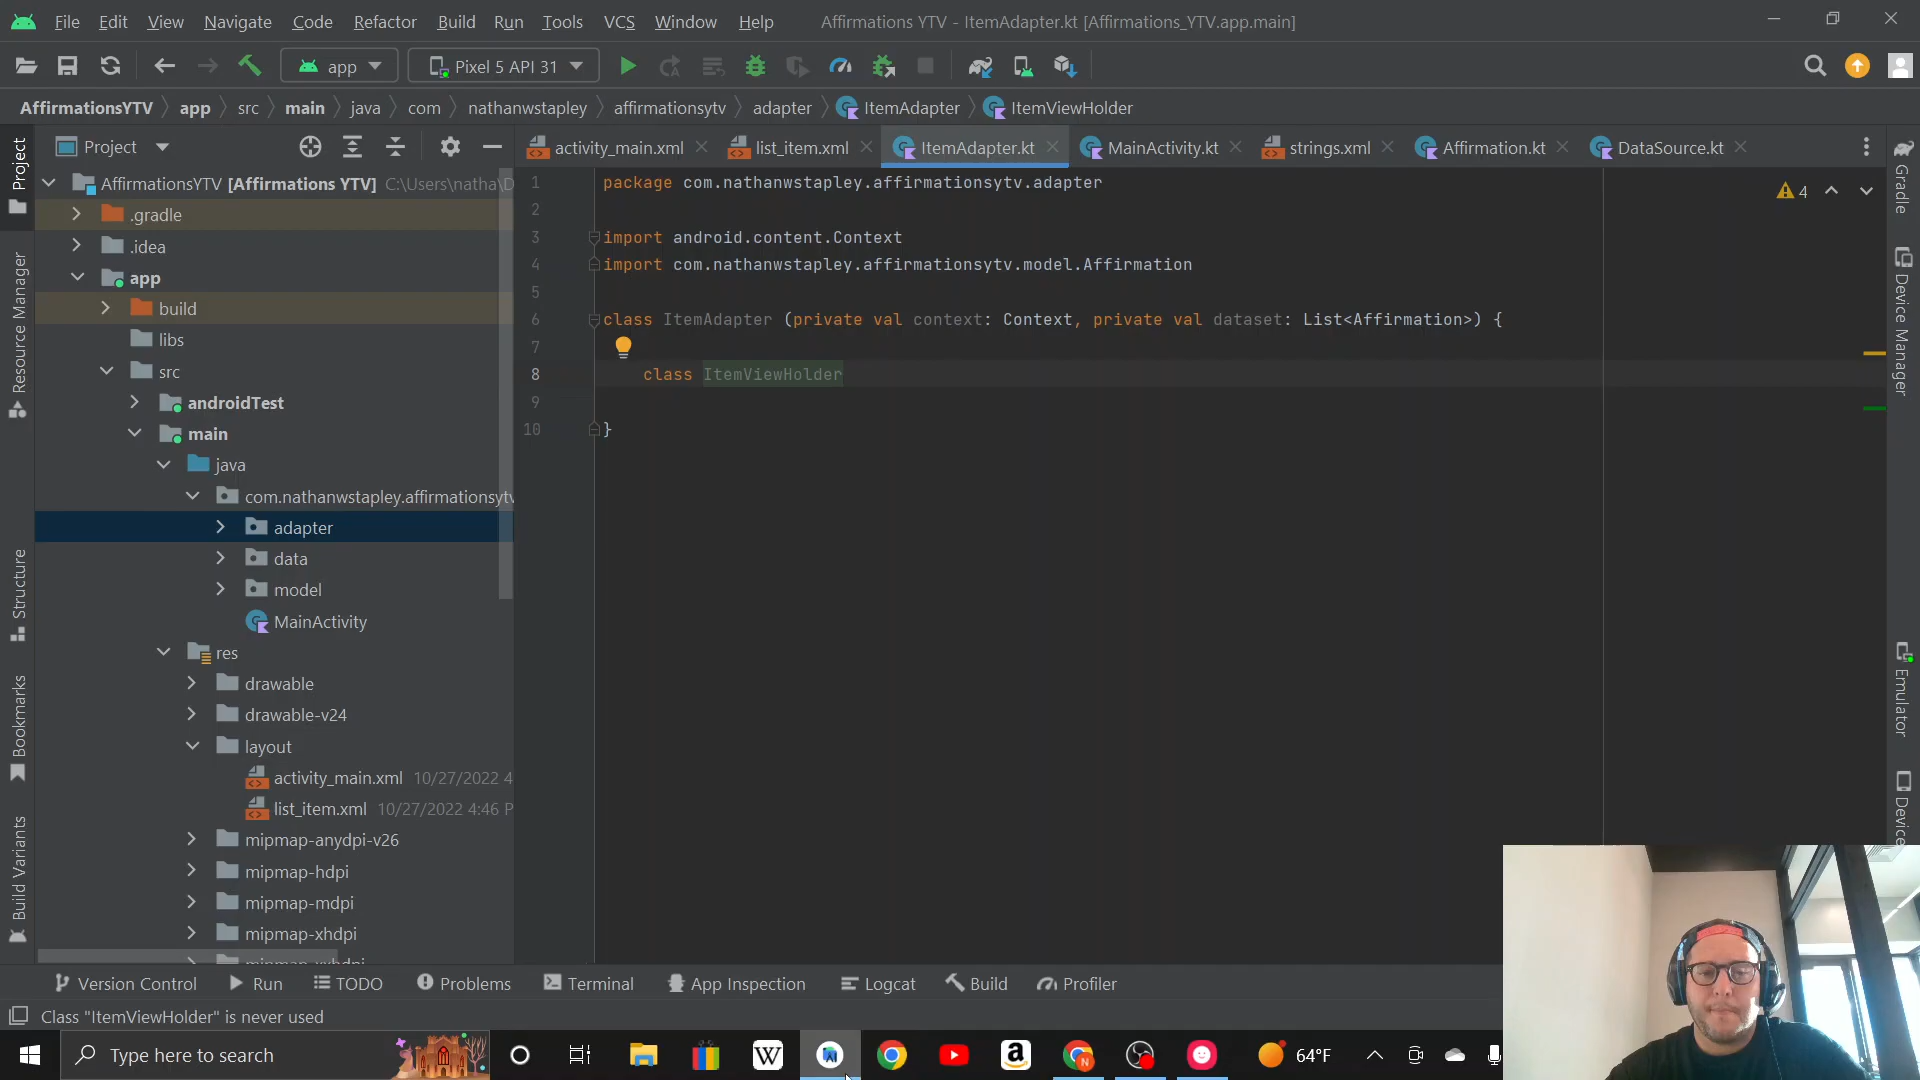 File Edit View Navigate Code Refactor Build Run Tools VCS Window Help Affirmations YTV - ItemAdapter.kt [Affirmations_YTV.app.main]
app Pixel 5 API 31
AffirmationsYTV app src main java com nathanwstapley affirmationsytv adapter ItemAdapter ItemViewHolder
Project activity_main.xml list_item.xml ItemAdapter.kt MainActivity.kt strings.xml Affirmation.kt DataSource.kt
AffirmationsYTV [Affirmations YTV] C:\Users\natha\D
.gradle
.idea
app
build
libs
src
androidTest
main
java
com.nathanwstapley.affirmationsytv
adapter
data
model
MainActivity
res
drawable
drawable-v24
layout
activity_main.xml 10/27/2022 4
list_item.xml 10/27/2022 4:46 P
mipmap-anydpi-v26
mipmap-hdpi
mipmap-mdpi
mipmap-xhdpi
1 package com.nathanwstapley.affirmationsytv.adapter
2
3 import android.content.Context
4 import com.nathanwstapley.affirmationsytv.model.Affirmation
5
6 class ItemAdapter (private val context: Context, private val dataset: List<Affirmation>) {
7
8 class ItemViewHolder
9
10 }
4
Project
Resource Manager
Structure
Bookmarks
Build Variants
Gradle
Device Manager
Emulator
Device
Version Control Run TODO Problems Terminal App Inspection Logcat Build Profiler
Class "ItemViewHolder" is never used
Type here to search W a N 64°F